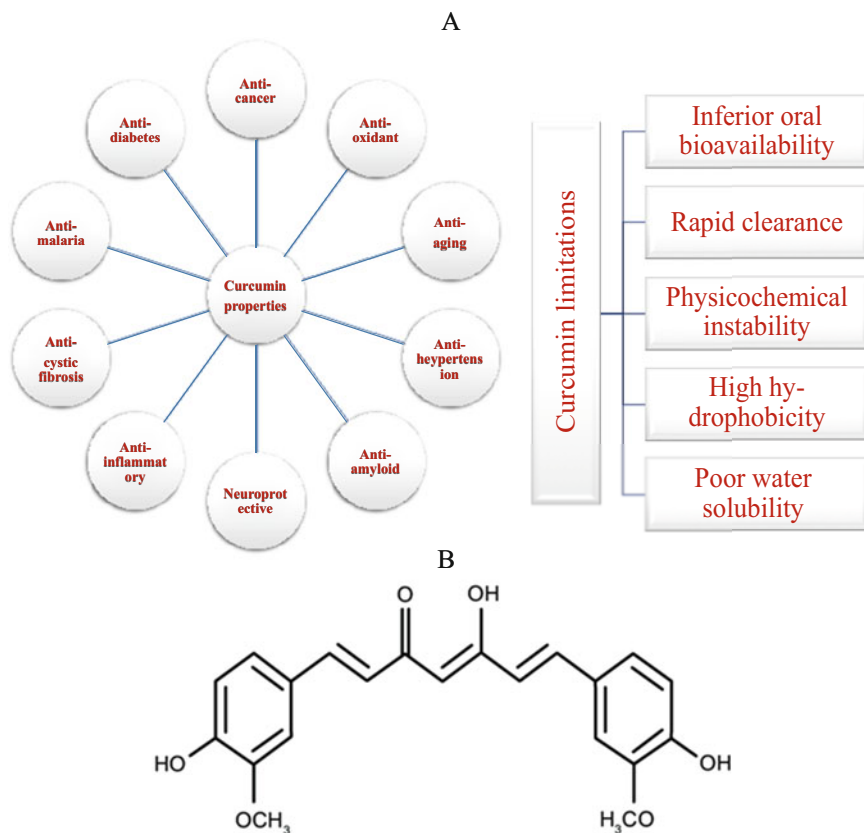 A
Anti-
cancer
Anti-
oxidant
Anti-
aging
Anti-
heypertens
ion
Anti-
amyloid
Neuroprot
ective
Anti-
inflammat
ory
Anti-
cystic
fibrosis
Anti-
malaria
Anti-
diabetes
Curcumin
properties
Curcumin limitations
Inferior oral
bioavailability
Rapid clearance
Physicochemical
instability
High hy-
drophobicity
Poor water
solubility
B
O
OH
HO
OCH₃
OH
H₃CO